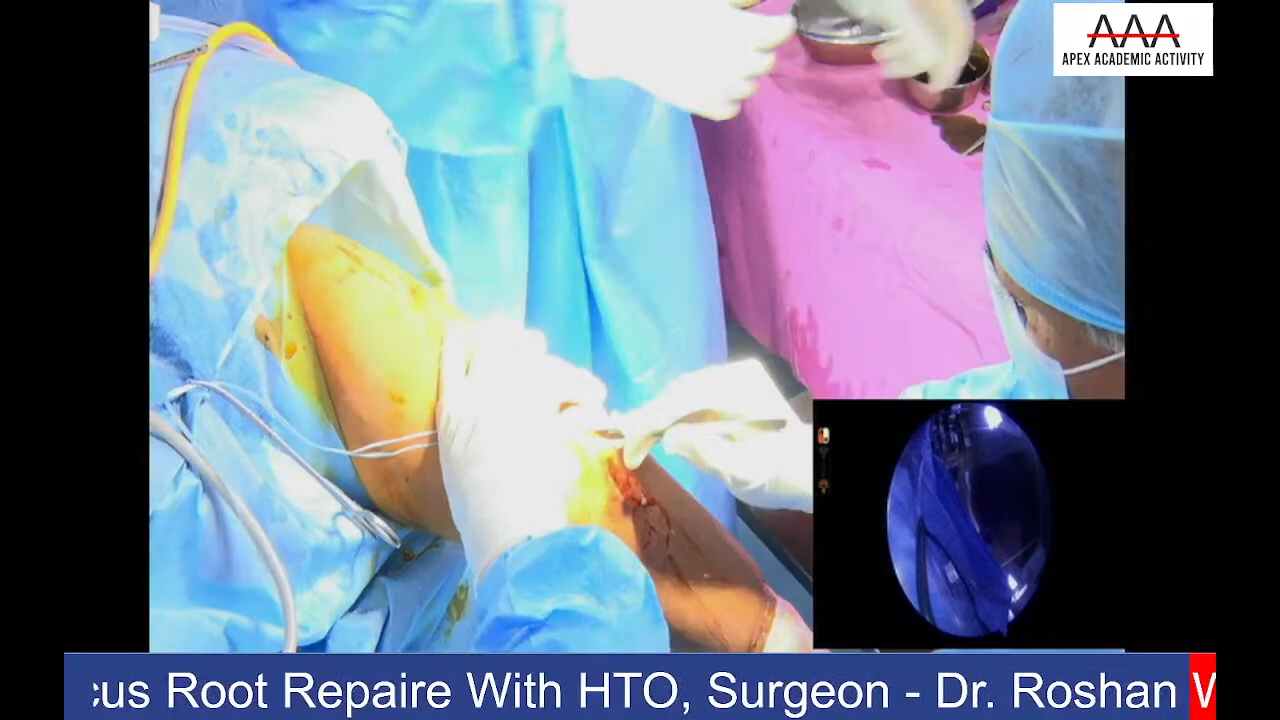 AAA
APEX ACADEMIC ACTIVITY
cus Root Repaire With HTO, Surgeon - Dr. Roshan W